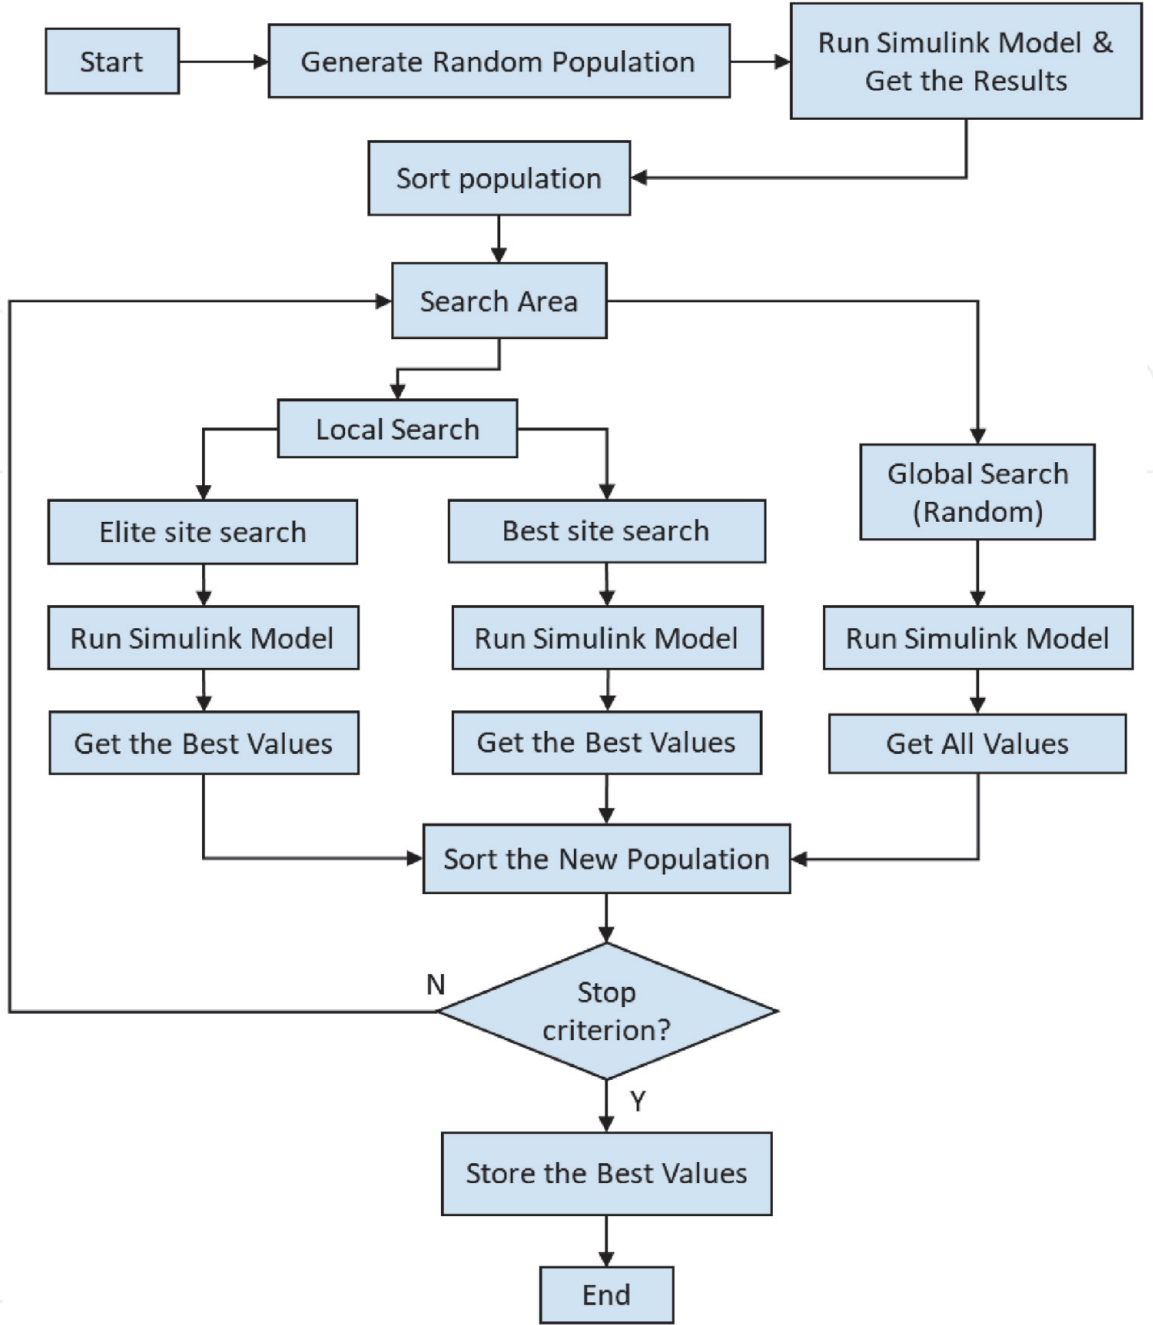 Start
Generate Random Population
Run Simulink Model &
Get the Results
Sort population
Search Area
Local Search
Global Search
(Random)
Elite site search
Best site search
Run Simulink Model
Run Simulink Model
Run Simulink Model
Get the Best Values
Get the Best Values
Get All Values
Sort the New Population
N
Stop
criterion?
Y
Store the Best Values
End